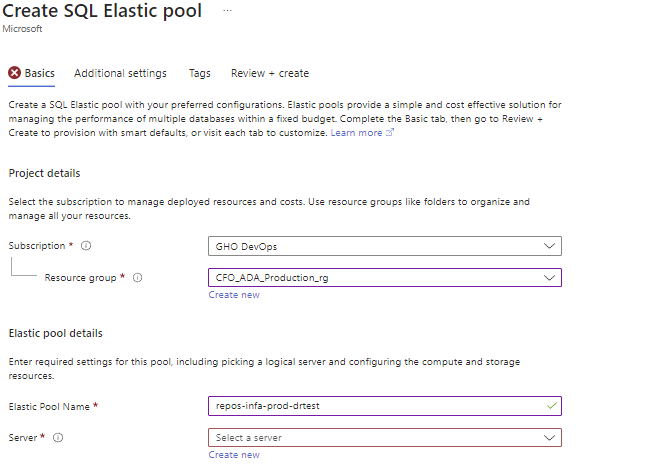 Create SQL Elastic pool ...
Microsoft
Basics Additional settings Tags Review + create
Create a SQL Elastic pool with your preferred configurations. Elastic pools provide a simple and cost effective solution for
managing the performance of multiple databases within a fixed budget. Complete the Basic tab, then go to Review +
Create to provision with smart defaults, or visit each tab to customize. Learn more
Project details
Select the subscription to manage deployed resources and costs. Use resource groups like folders to organize and
manage all your resources.
Subscription * GHO DevOps
Resource group * CFO_ADA_Production_rg
Create new
Elastic pool details
Enter required settings for this pool, including picking a logical server and configuring the compute and storage
resources.
Elastic Pool Name * repos-infa-prod-drtest
Server * Select a server
Create new